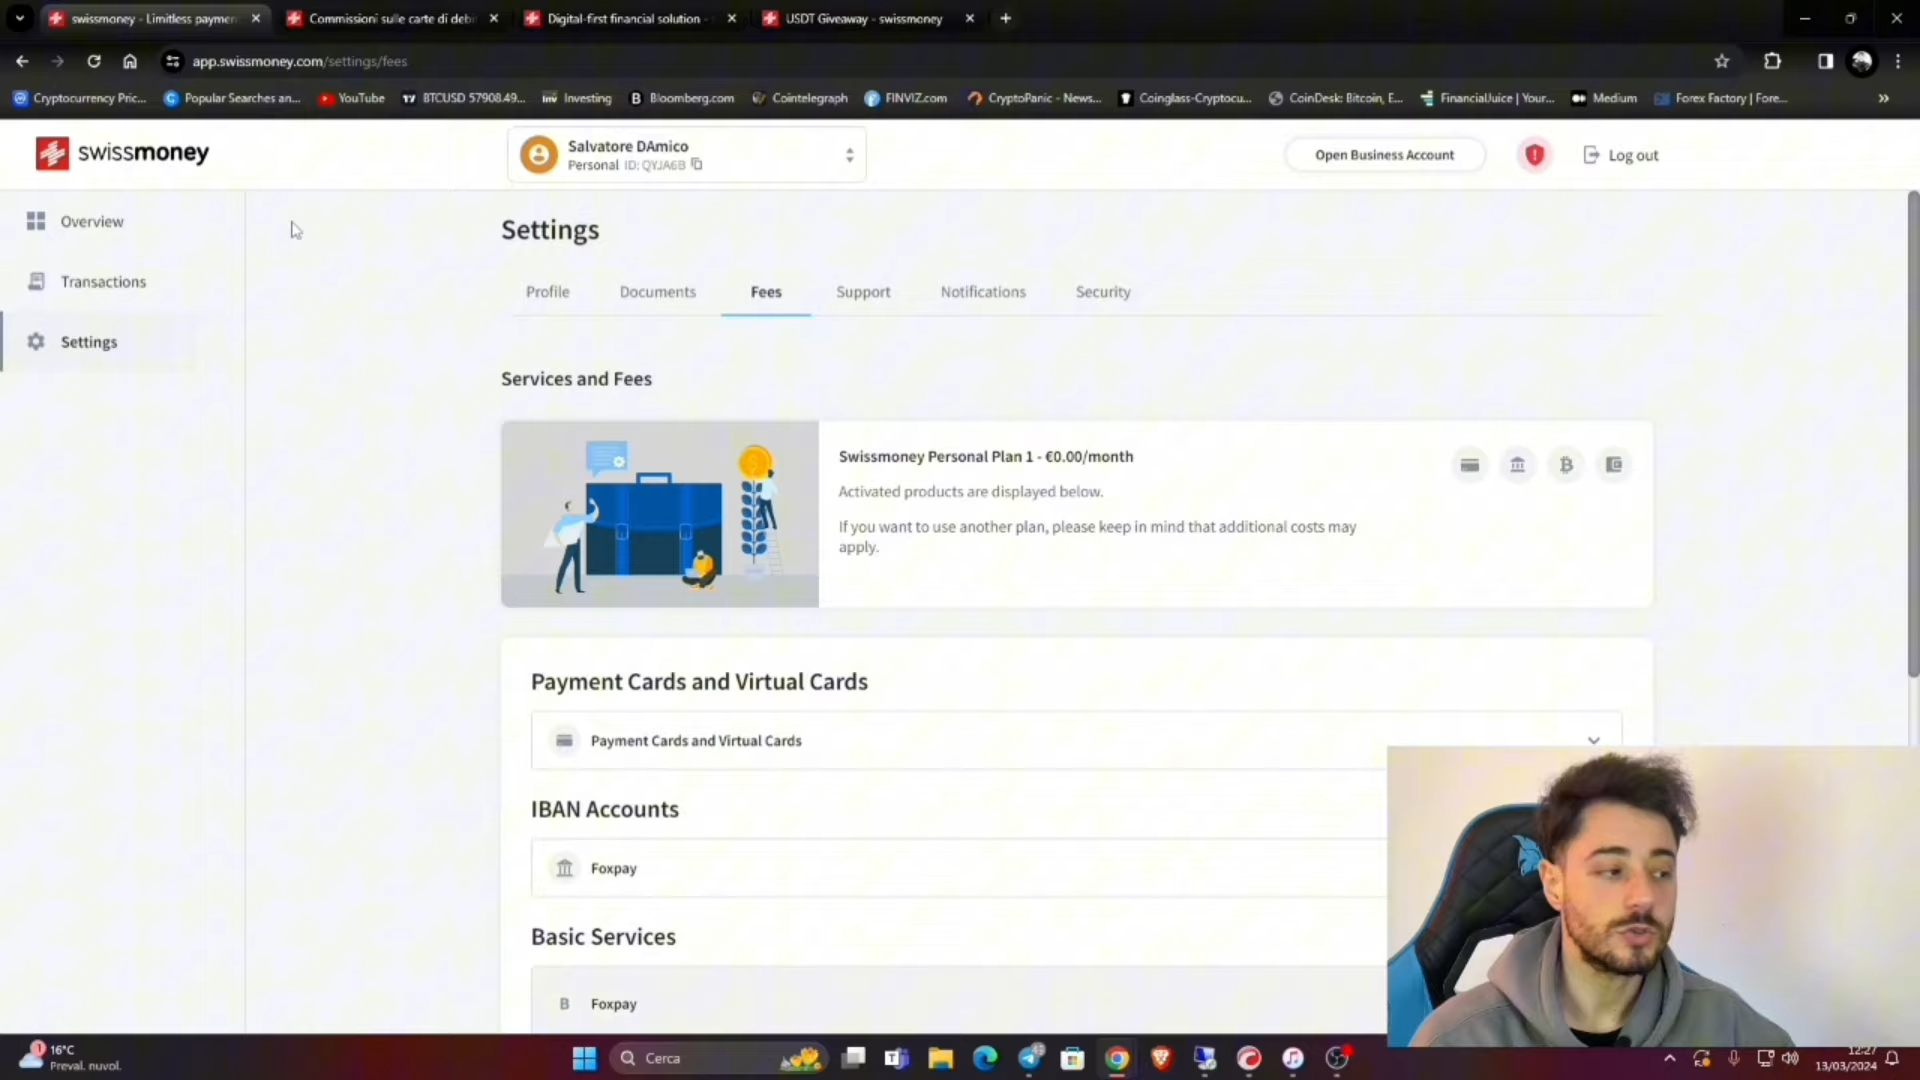 swissmoney - Limitless paymen
Commissioni sulle carte di debi
Digital-first financial solution -
USDT Giveaway - swissmoney
app.swissmoney.com/settings/fees
Cryptocurrency Pric...
Popular Searches an...
YouTube
BTCUSD 57908.49...
Investing
Bloomberg.com
Cointelegraph
FINVIZ.com
CryptoPanic - News...
Coinglass-Cryptocu...
CoinDesk: Bitcoin, E...
FinancialJuice | Your...
Medium
Forex Factory | Fore...
swissmoney
Salvatore DAmico
Personal ID: QYJA6B
Open Business Account
Log out
Overview
Transactions
Settings
Settings
Profile
Documents
Fees
Support
Notifications
Security
Services and Fees
Swissmoney Personal Plan 1 - €0.00/month
Activated products are displayed below.
If you want to use another plan, please keep in mind that additional costs may
apply.
Payment Cards and Virtual Cards
Payment Cards and Virtual Cards
IBAN Accounts
Foxpay
Basic Services
B Foxpay
16°C
Preval. nuvol.
Cerca
12:27
13/03/2024